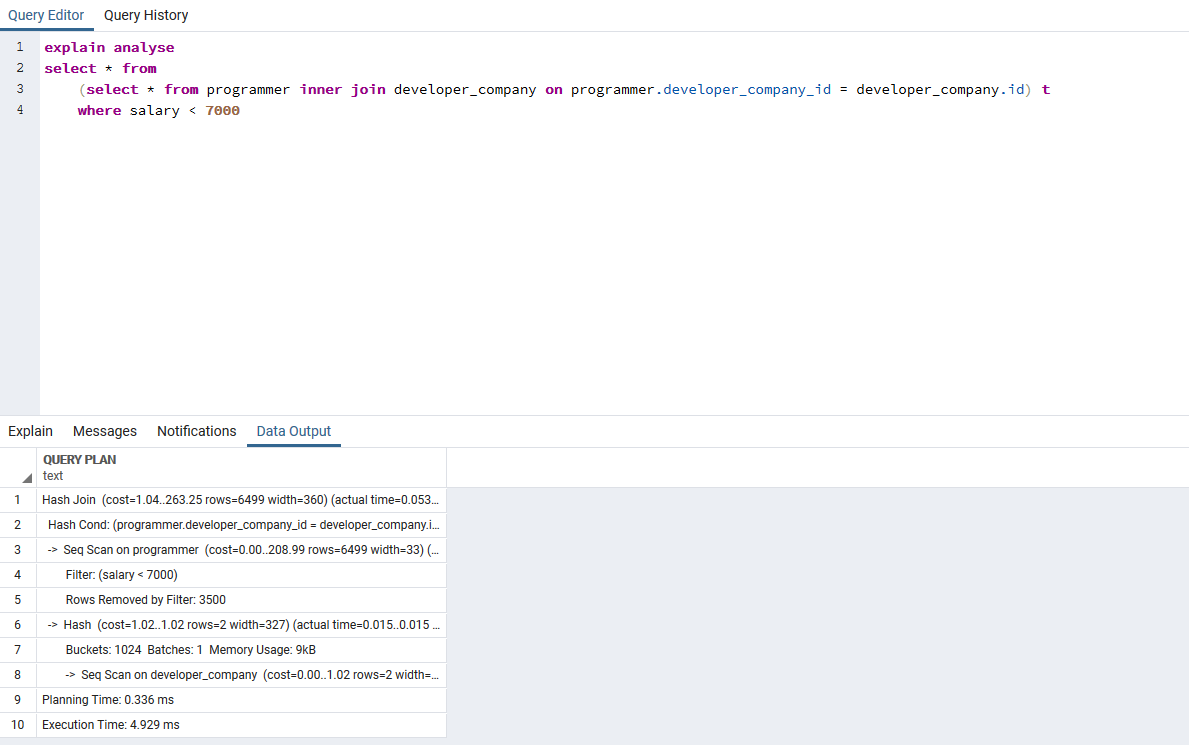 Query Editor Query History
1 explain analyse
2 select * from
3 (select * from programmer inner join developer_company on programmer.developer_company_id = developer_company.id) t
4 where salary < 7000
Explain Messages Notifications Data Output
QUERY PLAN
text
1 Hash Join (cost=1.04..263.25 rows=6499 width=360) (actual time=0.053...
2 Hash Cond: (programmer.developer_company_id = developer_company.i...
3 -> Seq Scan on programmer (cost=0.00..208.99 rows=6499 width=33) (...
4 Filter: (salary < 7000)
5 Rows Removed by Filter: 3500
6 -> Hash (cost=1.02..1.02 rows=2 width=327) (actual time=0.015..0.015 ...
7 Buckets: 1024 Batches: 1 Memory Usage: 9kB
8 -> Seq Scan on developer_company (cost=0.00..1.02 rows=2 width=...
9 Planning Time: 0.336 ms
10 Execution Time: 4.929 ms